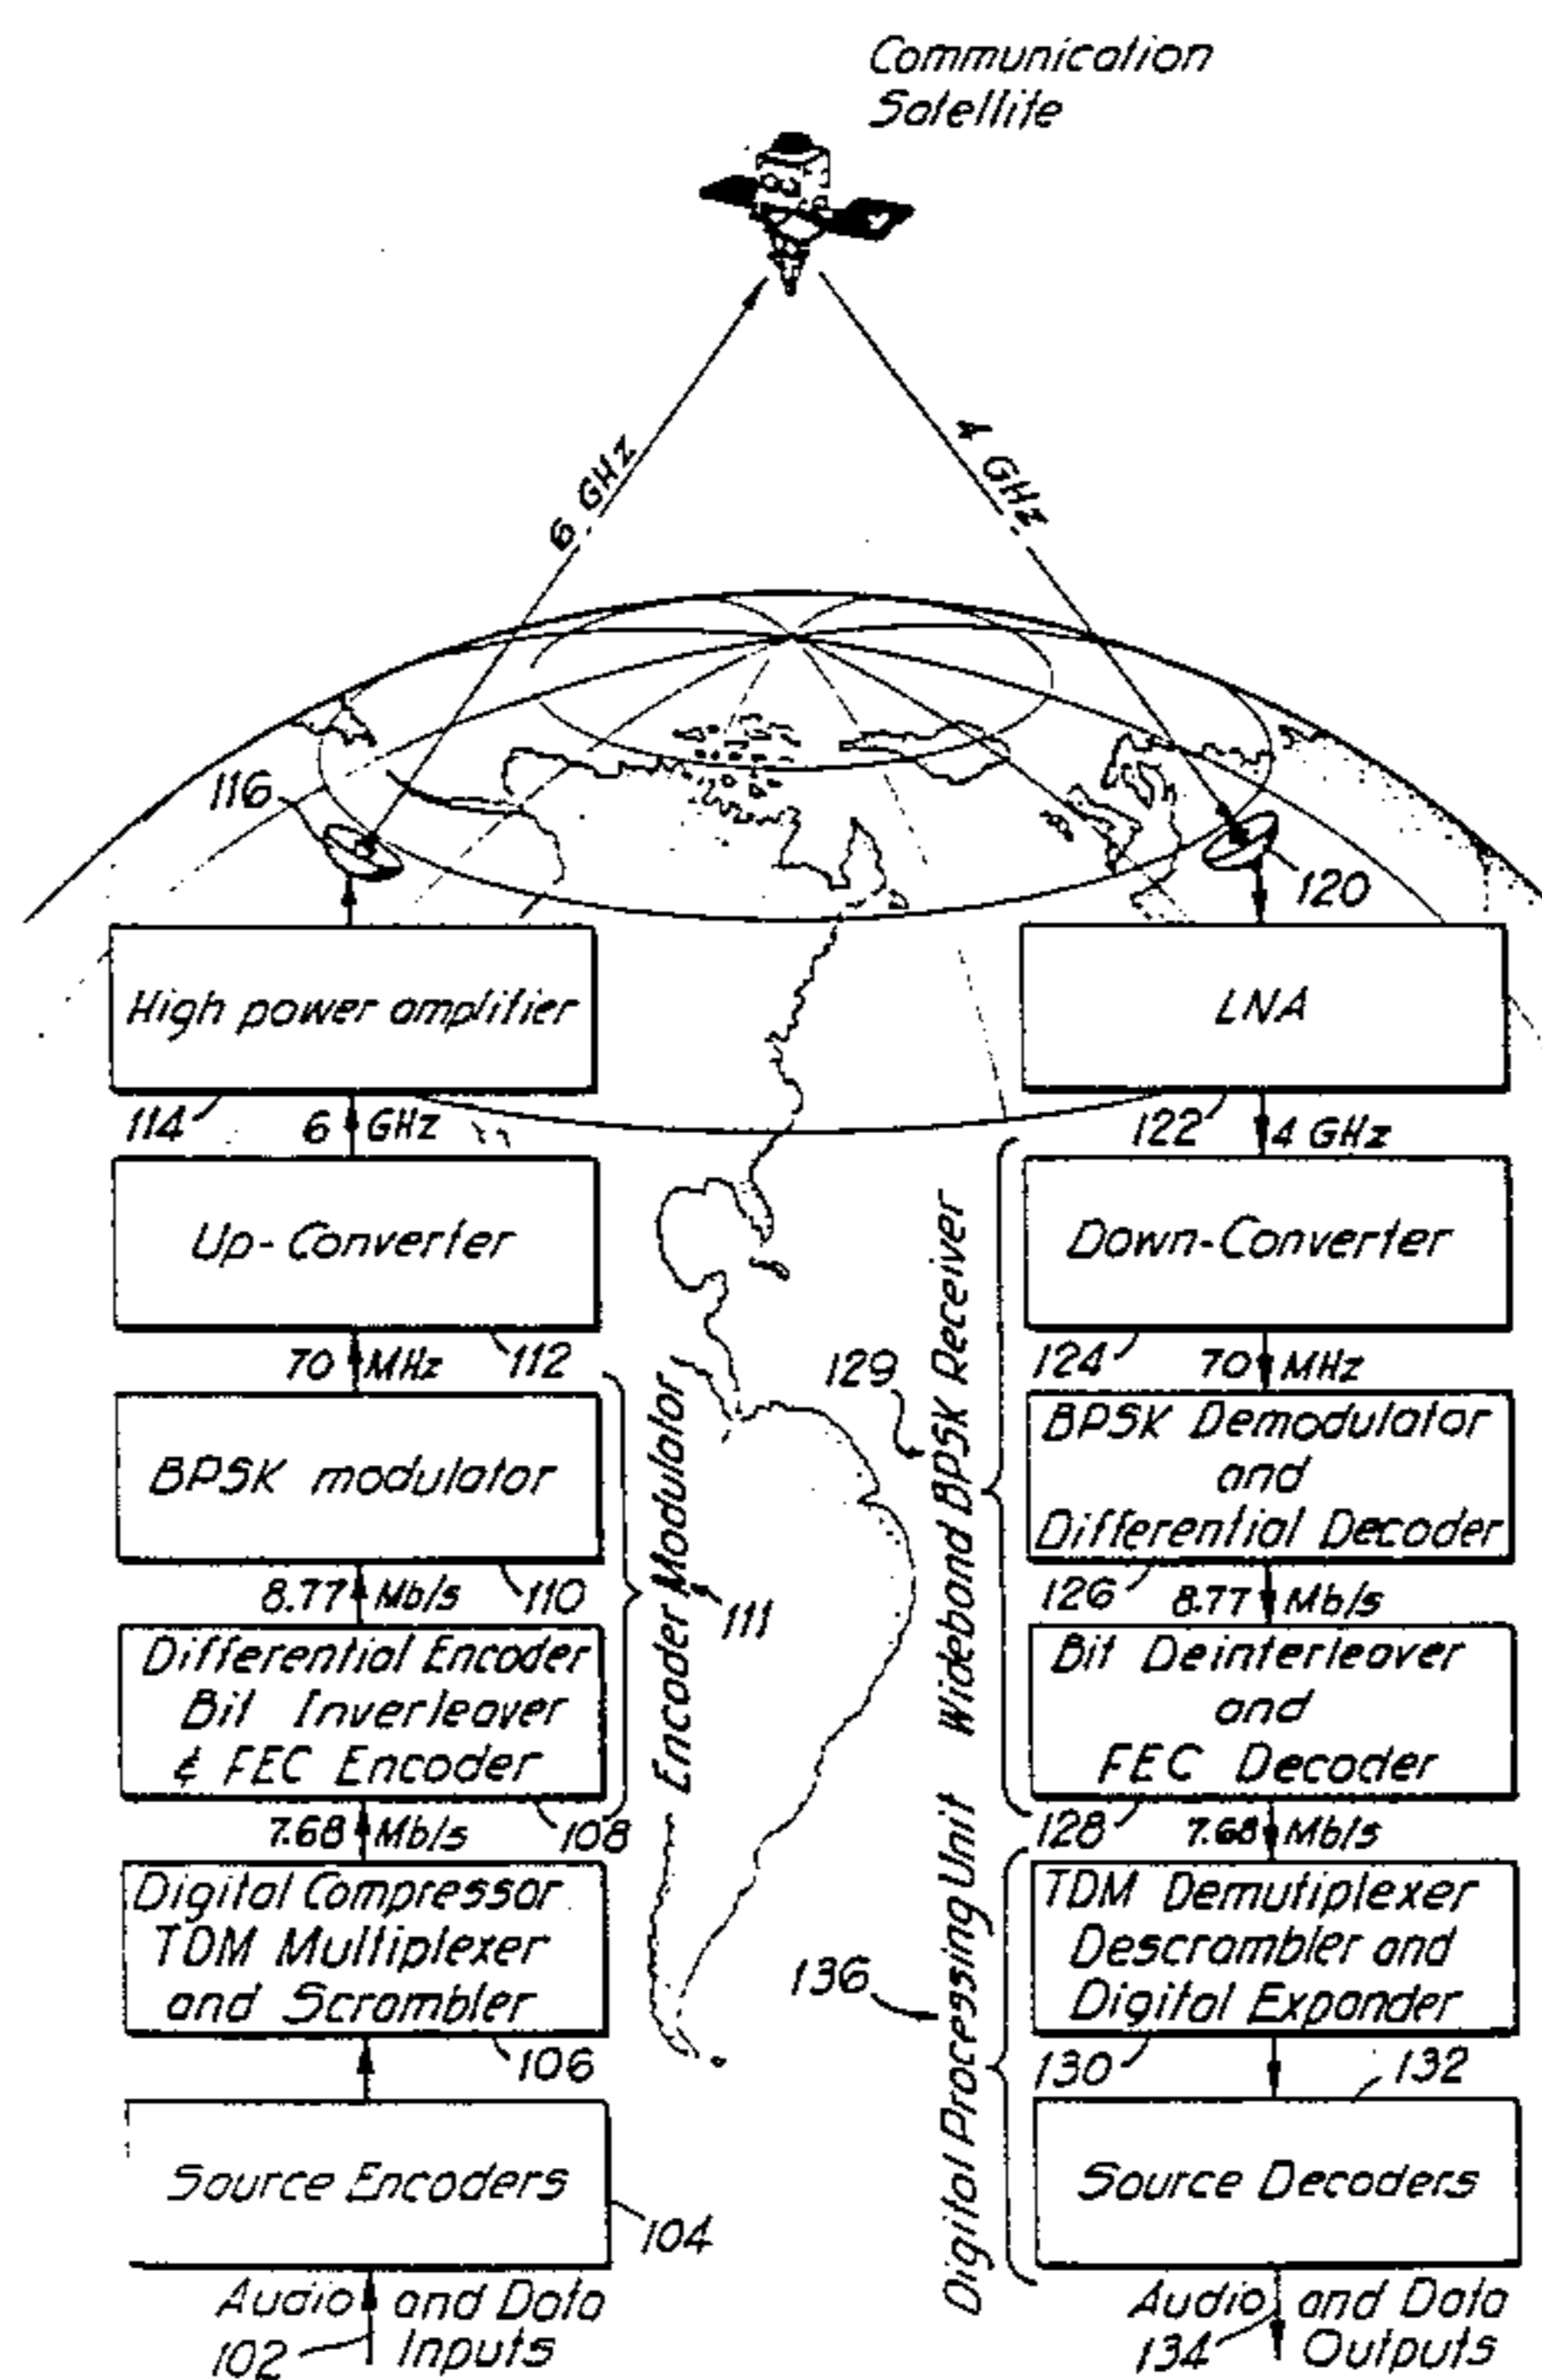 Communication
Satellite
6 GHz
4 GHz
116
120
High power amplifier
114
6 GHz
Up-Converter
112
70 MHz
BPSK modulator
110
8.77 Mb/s
Differential Encoder
Bit Inverleaver
& FEC Encoder
108
7.68 Mb/s
Digital Compressor
TDM Multiplexer
and Scrambler
106
Source Encoders
104
Audio and Data
Inputs
102
Encoder Modulator
111
LNA
122
4 GHz
Down-Converter
124
70 MHz
BPSK Demodulator
and
Differential Decoder
126
8.77 Mb/s
Bit Deinterleaver
and
FEC Decoder
128
7.68 Mb/s
TDM Demutiplexer
Descrambler and
Digital Expander
130
132
Source Decoders
Audio and Data
Outputs
134
129
Wideband BPSK Receiver
136
Digital Processing Unit